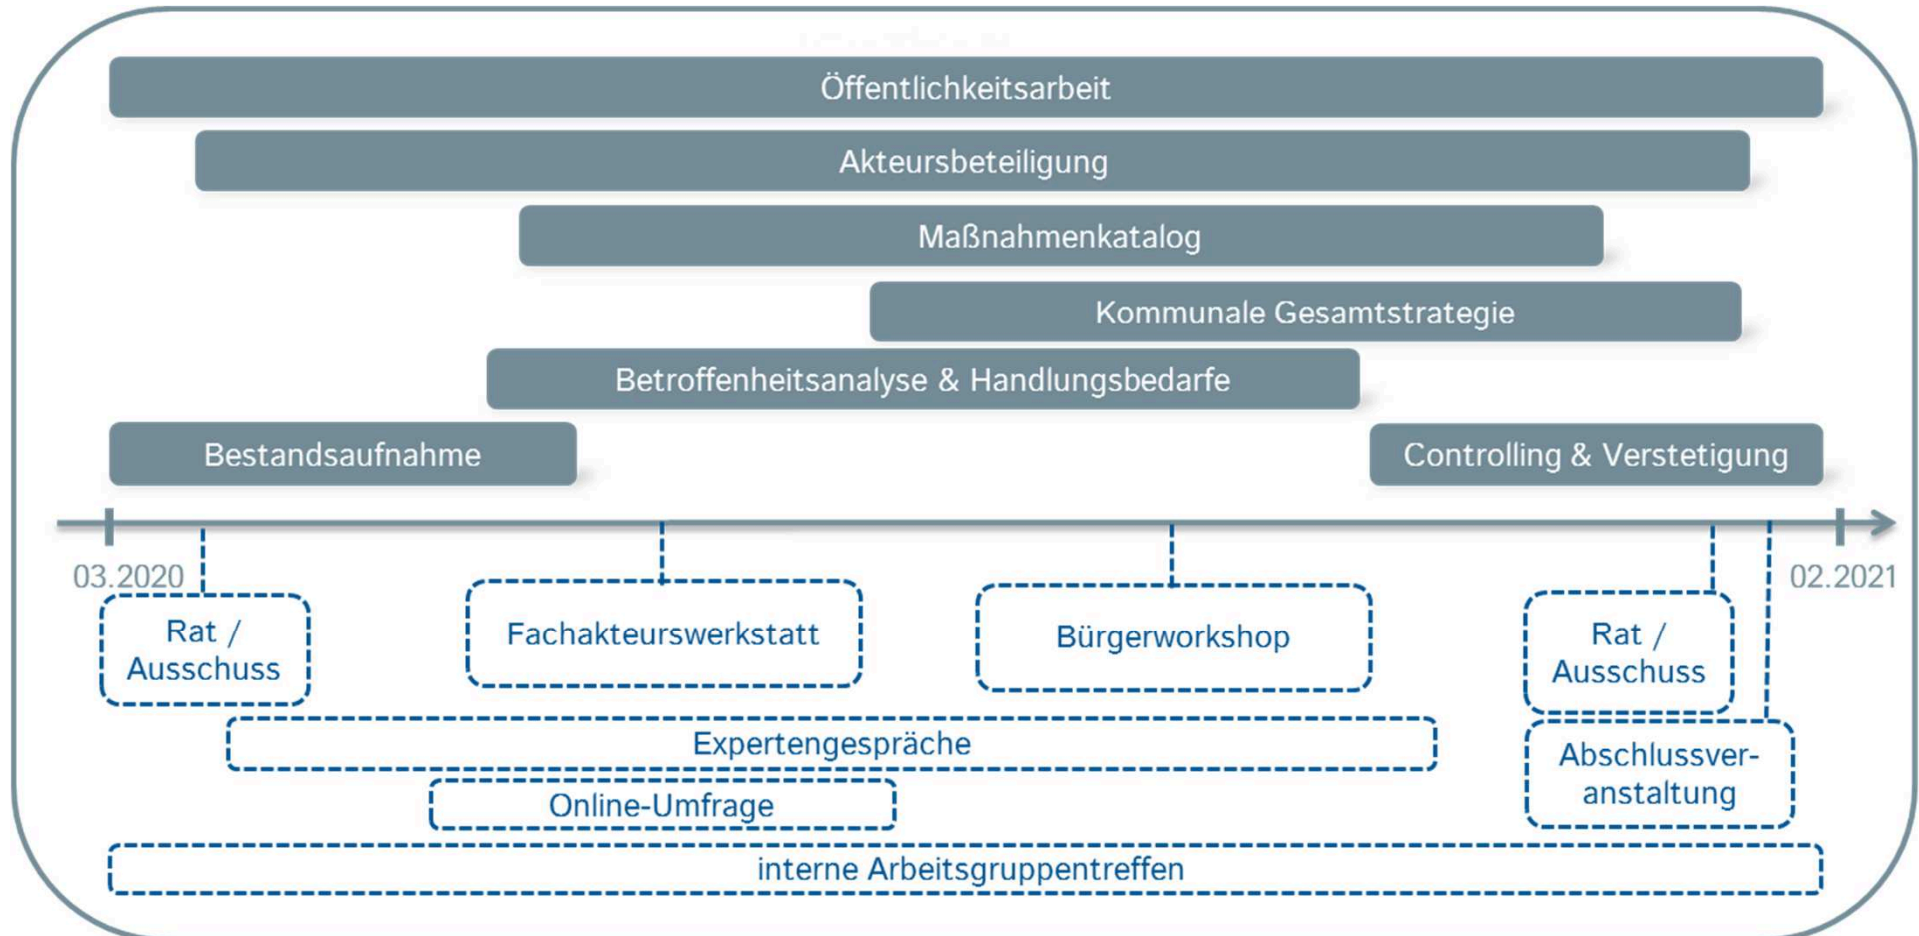 Öffentlichkeitsarbeit
Akteursbeteiligung
Maßnahmenkatalog
Kommunale Gesamtstrategie
Betroffenheitsanalyse & Handlungsbedarfe
Bestandsaufnahme
Controlling & Verstetigung
03.2020
02.2021
Rat /
Ausschuss
Fachakteurswerkstatt
Bürgerworkshop
Rat /
Ausschuss
Expertengespräche
Abschlussver-
anstaltung
Online-Umfrage
interne Arbeitsgruppentreffen